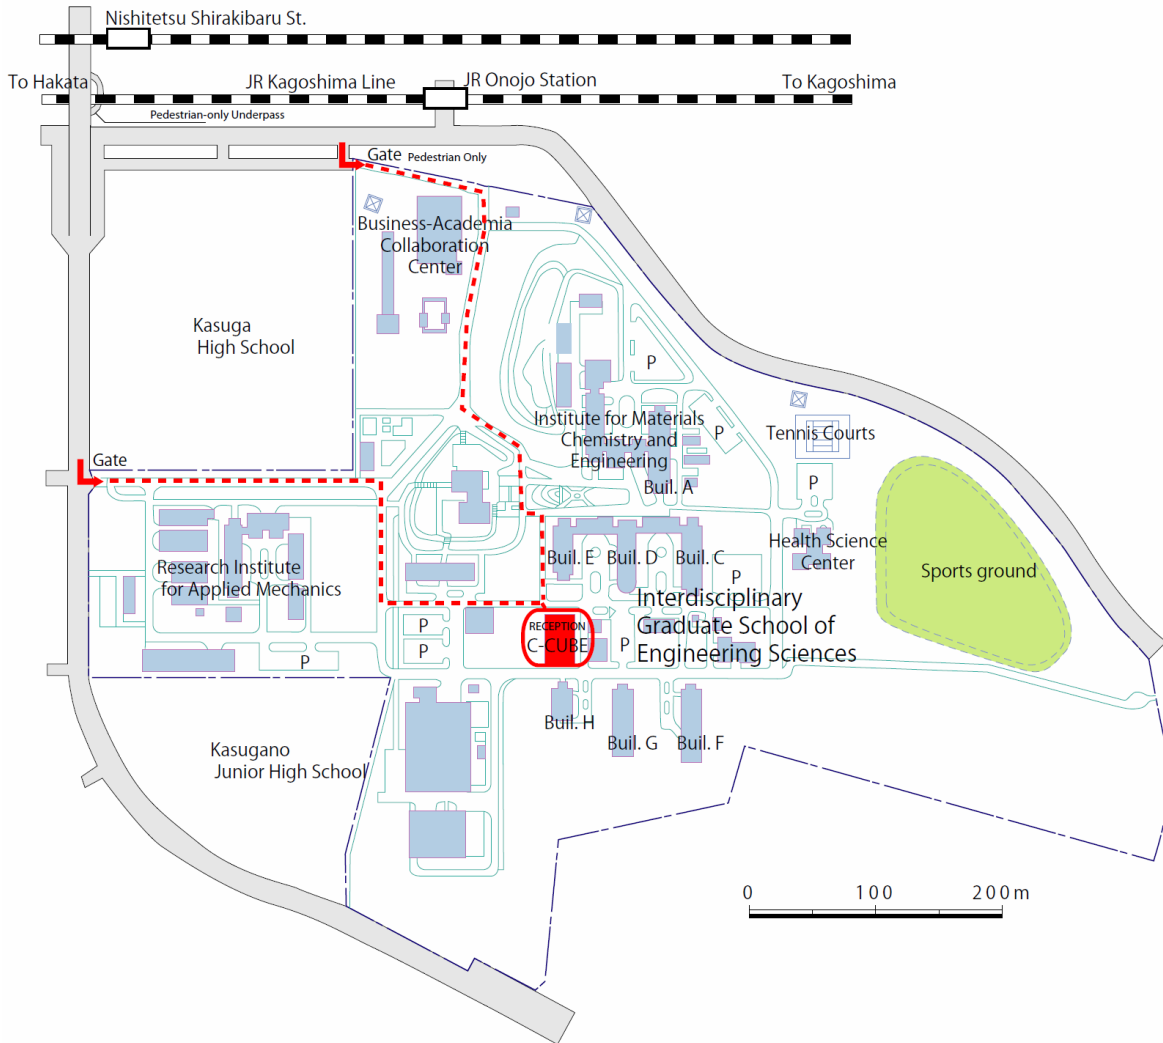 Nishitetsu Shirakibaru St.
To Hakata
JR Kagoshima Line
JR Onojo Station
To Kagoshima
Pedestrian-only Underpass
Gate Pedestrian Only
Business-Academia
Collaboration
Center
Kasuga
High School
P
Institute for Materials
Chemistry and
Engineering
P
Tennis Courts
Gate
P
Buil. A
Buil. E
Buil. D
Buil. C
Health Science
Center
Research Institute
for Applied Mechanics
P
Sports ground
Interdisciplinary
Graduate School of
Engineering Sciences
P
P
RECEPTION
C-CUBE
P
P
Buil. H
Buil. G
Buil. F
Kasugano
Junior High School
0 100 200m